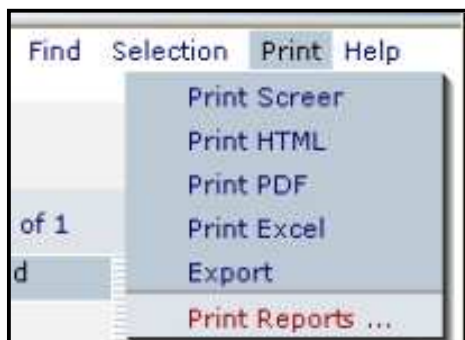 Find Selection Print Help
Print Screer
Print HTML
Print PDF
of 1
Print Excel
d
Export
Print Reports ...